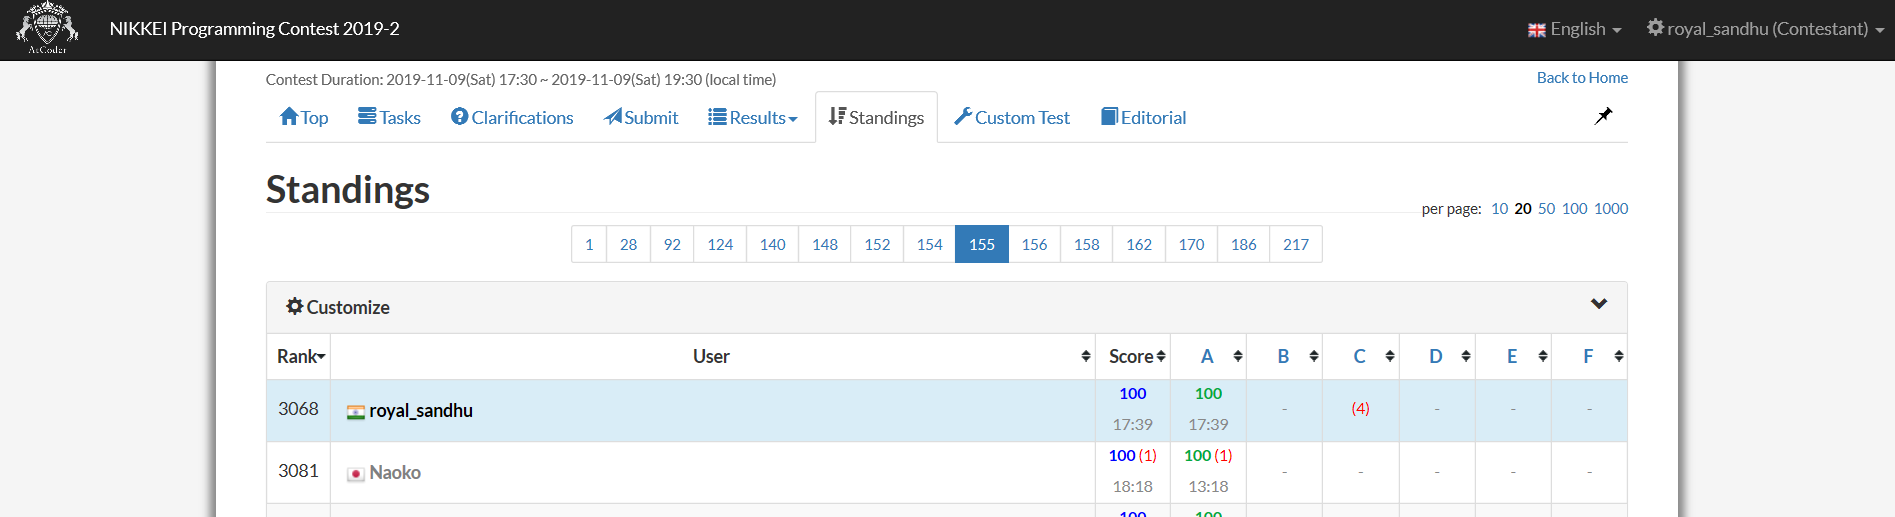 AtCoder
NIKKEI Programming Contest 2019-2
English
royal_sandhu (Contestant)
Contest Duration: 2019-11-09(Sat) 17:30 ~ 2019-11-09(Sat) 19:30 (local time)
Back to Home
Top Tasks Clarifications Submit Results Standings Custom Test Editorial
Standings
per page: 10 20 50 100 1000
1 28 92 124 140 148 152 154 155 156 158 162 170 186 217
Customize
Rank User Score A B C D E F
3068 royal_sandhu 100 100 - (4) - - -
17:39 17:39
3081 Naoko 100 (1) 100 (1) - - - - -
18:18 13:18
100 100